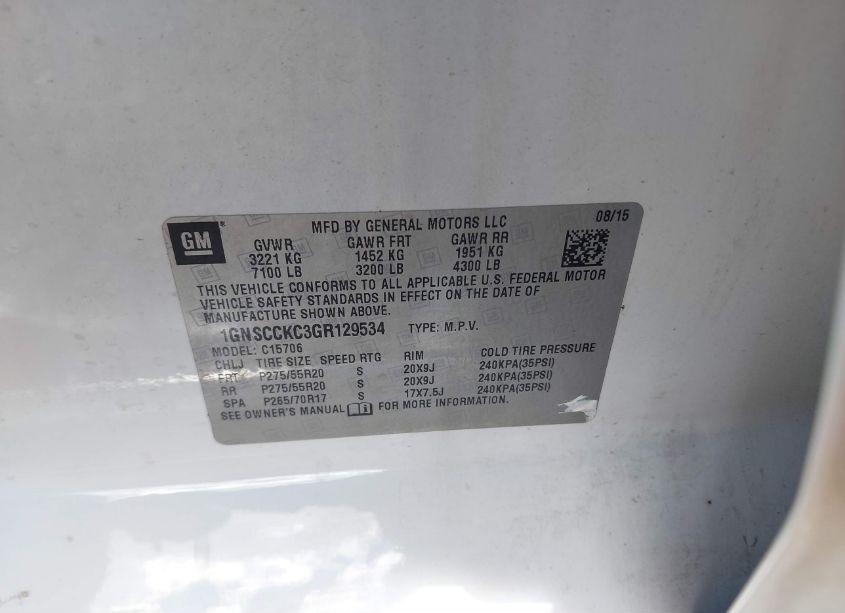 GM
MFD BY GENERAL MOTORS LLC
08/15
GVWR GAWR FRT GAWR RR
3221 KG 1452 KG 1951 KG
7100 LB 3200 LB 4300 LB
THIS VEHICLE CONFORMS TO ALL APPLICABLE U.S. FEDERAL MOTOR
VEHICLE SAFETY STANDARDS IN EFFECT ON THE DATE OF
MANUFACTURE SHOWN ABOVE.
1GNSCCKC3GR129534 TYPE: M.P.V.
MODEL: C15706
CHLJ TIRE SIZE SPEED RTG RIM COLD TIRE PRESSURE
FRT P275/55R20 S 20X9J 240KPA(35PSI)
RR P275/55R20 S 20X9J 240KPA(35PSI)
SPA P265/70R17 S 17X7.5J 240KPA(35PSI)
SEE OWNER'S MANUAL FOR MORE INFORMATION.